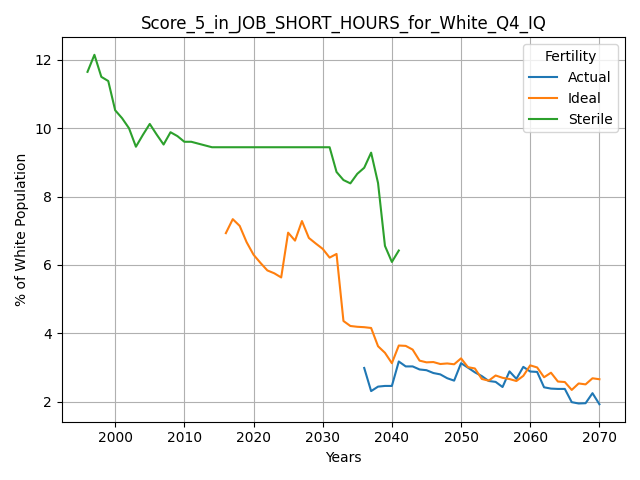 Score_5_in_JOB_SHORT_HOURS_for_White_Q4_IQ
Fertility
Actual
Ideal
Sterile
% of White Population
12
10
8
6
4
2
2000
2010
2020
2030
2040
2050
2060
2070
Years